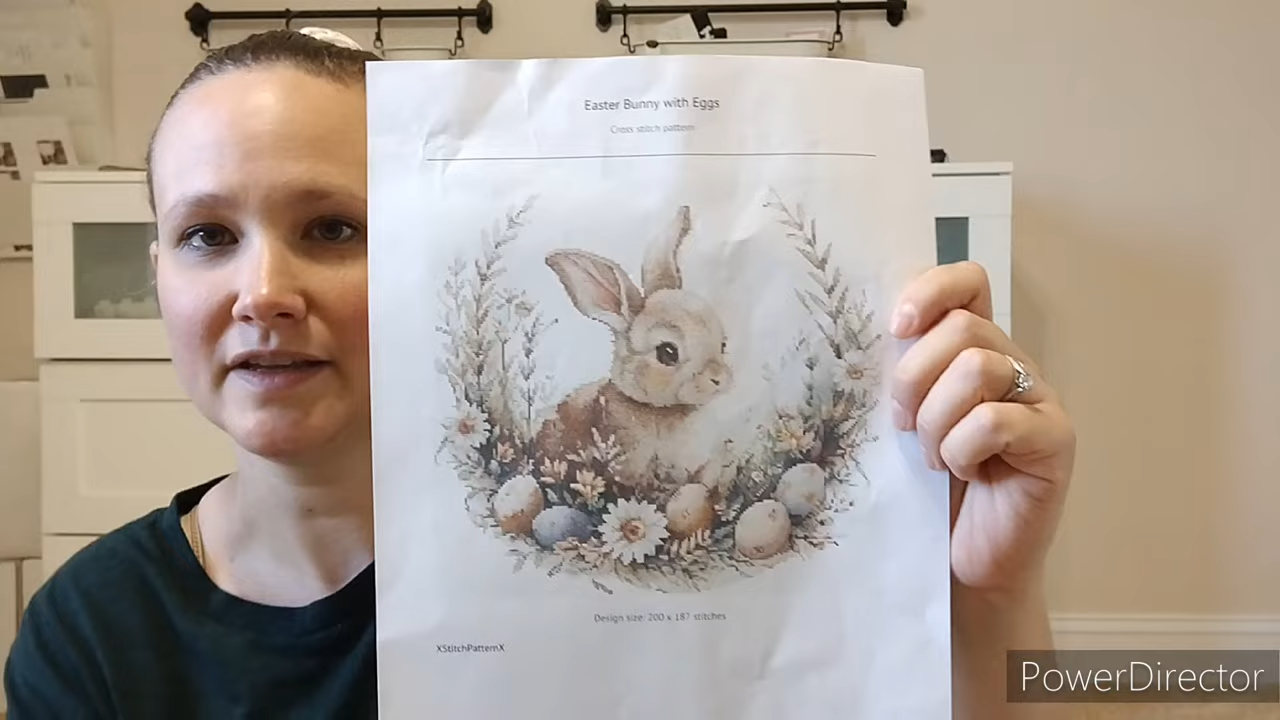 Easter Bunny with Eggs
Cross stitch pattern
Design size: 200 x 187 stitches
XStitchPatternX
PowerDirector